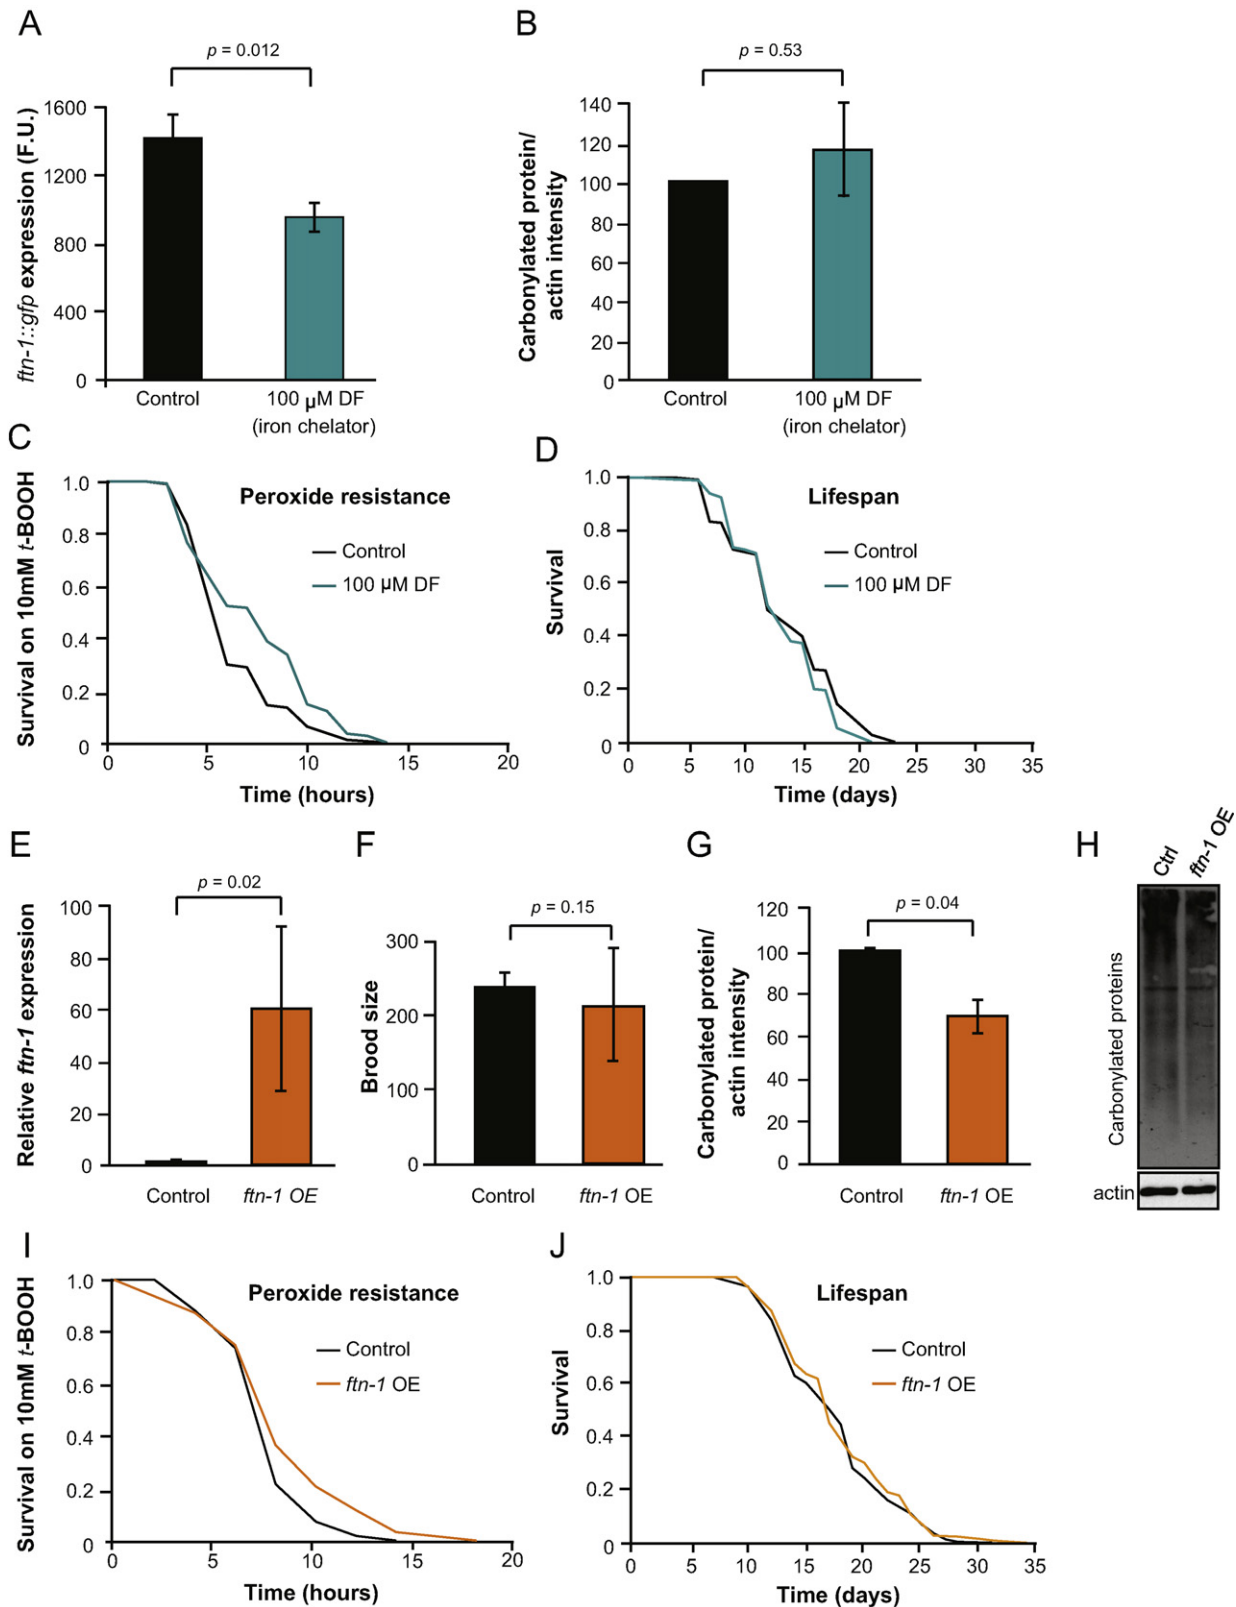 A
p = 0.012
ftn-1::gfp expression (F.U.)
1600
1200
800
400
0
Control
100 µM DF
(iron chelator)
B
p = 0.53
Carbonylated protein/
actin intensity
140
120
100
80
60
40
20
0
Control
100 µM DF
(iron chelator)
C
Survival on 10mM t-BOOH
Peroxide resistance
Control
100 µM DF
1.0
0.8
0.6
0.4
0.2
0
0
5
10
15
20
Time (hours)
D
Survival
Lifespan
Control
100 µM DF
1.0
0.8
0.6
0.4
0.2
0
0
5
10
15
20
25
30
35
Time (days)
E
p = 0.02
Relative ftn-1 expression
100
80
60
40
20
0
Control
ftn-1 OE
F
p = 0.15
Brood size
300
200
100
0
Control
ftn-1 OE
G
p = 0.04
Carbonylated protein/
actin intensity
120
100
80
60
40
20
0
Control
ftn-1 OE
H
Ctrl
ftn-1 OE
Carbonylated proteins
actin
I
Survival on 10mM t-BOOH
Peroxide resistance
Control
ftn-1 OE
1.0
0.8
0.6
0.4
0.2
0
0
5
10
15
20
Time (hours)
J
Survival
Lifespan
Control
ftn-1 OE
1.0
0.8
0.6
0.4
0.2
0
0
5
10
15
20
25
30
35
Time (days)